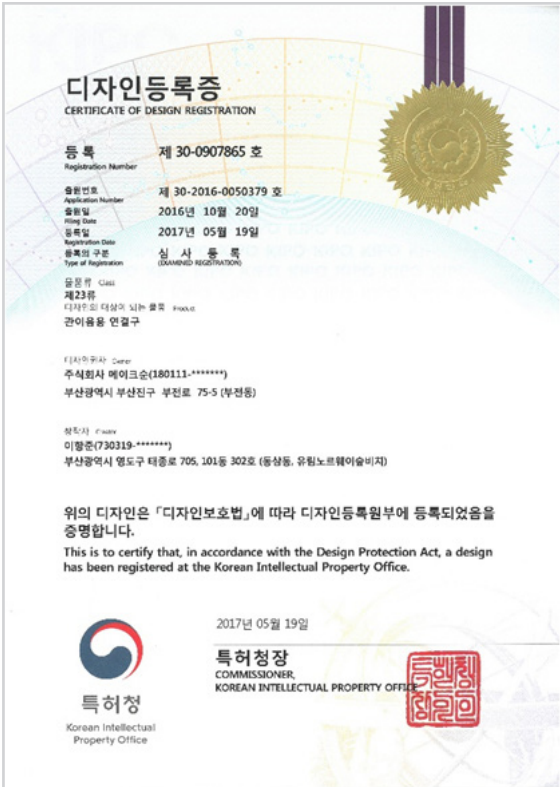 디자인등록증
CERTIFICATE OF DESIGN REGISTRATION
등 록 제 30-0907865 호
Registration Number
출원번호 제 30-2016-0050379 호
Application Number
출원일 2016년 10월 20일
Filing Date
등록일 2017년 05월 19일
Registration Date
등록의 구분 심 사 등 록
Type of Registration (EXAMINED REGISTRATION)
물품류 Class
제23류
디자인의 대상이 되는 물품 Product
관이음용 연결구
디자인권자 Owner
주식회사 메이크순(180111-*******)
부산광역시 부산진구 부전로 75-5 (부전동)
창작자 Creator
이항준(730319-*******)
부산광역시 영도구 태종로 705, 101동 302호 (동삼동, 유림노르웨이숲비치)
위의 디자인은 「디자인보호법」에 따라 디자인등록원부에 등록되었음을
증명합니다.
This is to certify that, in accordance with the Design Protection Act, a design
has been registered at the Korean Intellectual Property Office.
2017년 05월 19일
특허청장
COMMISSIONER,
KOREAN INTELLECTUAL PROPERTY OFFICE
특허청
Korean Intellectual
Property Office